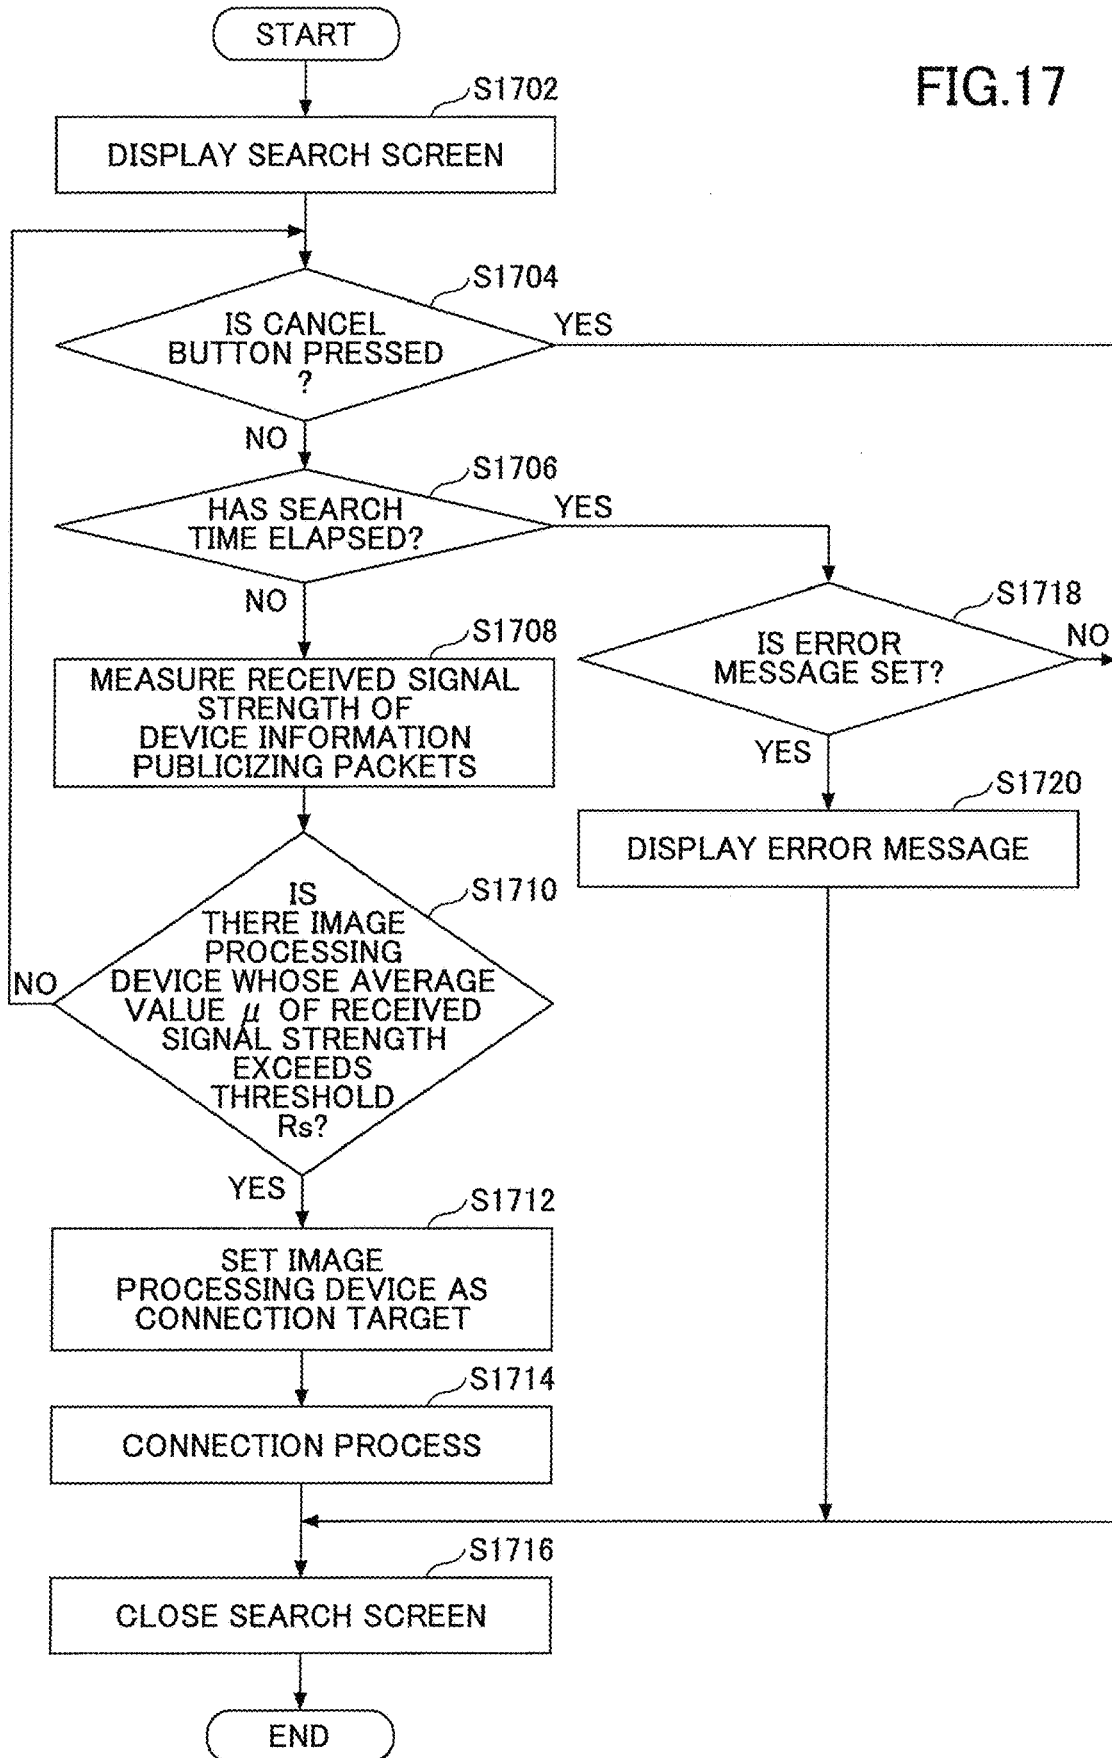 START
FIG.17
S1702
DISPLAY SEARCH SCREEN
S1704
IS CANCEL
BUTTON PRESSED
?
YES
NO
S1706
HAS SEARCH
TIME ELAPSED?
YES
NO
S1718
IS ERROR
MESSAGE SET?
NO
YES
S1708
MEASURE RECEIVED SIGNAL
STRENGTH OF
DEVICE INFORMATION
PUBLICIZING PACKETS
S1720
DISPLAY ERROR MESSAGE
S1710
IS
THERE IMAGE
PROCESSING
DEVICE WHOSE AVERAGE
VALUE μ OF RECEIVED
SIGNAL STRENGTH
EXCEEDS
THRESHOLD
Rs?
NO
YES
S1712
SET IMAGE
PROCESSING DEVICE AS
CONNECTION TARGET
S1714
CONNECTION PROCESS
S1716
CLOSE SEARCH SCREEN
END